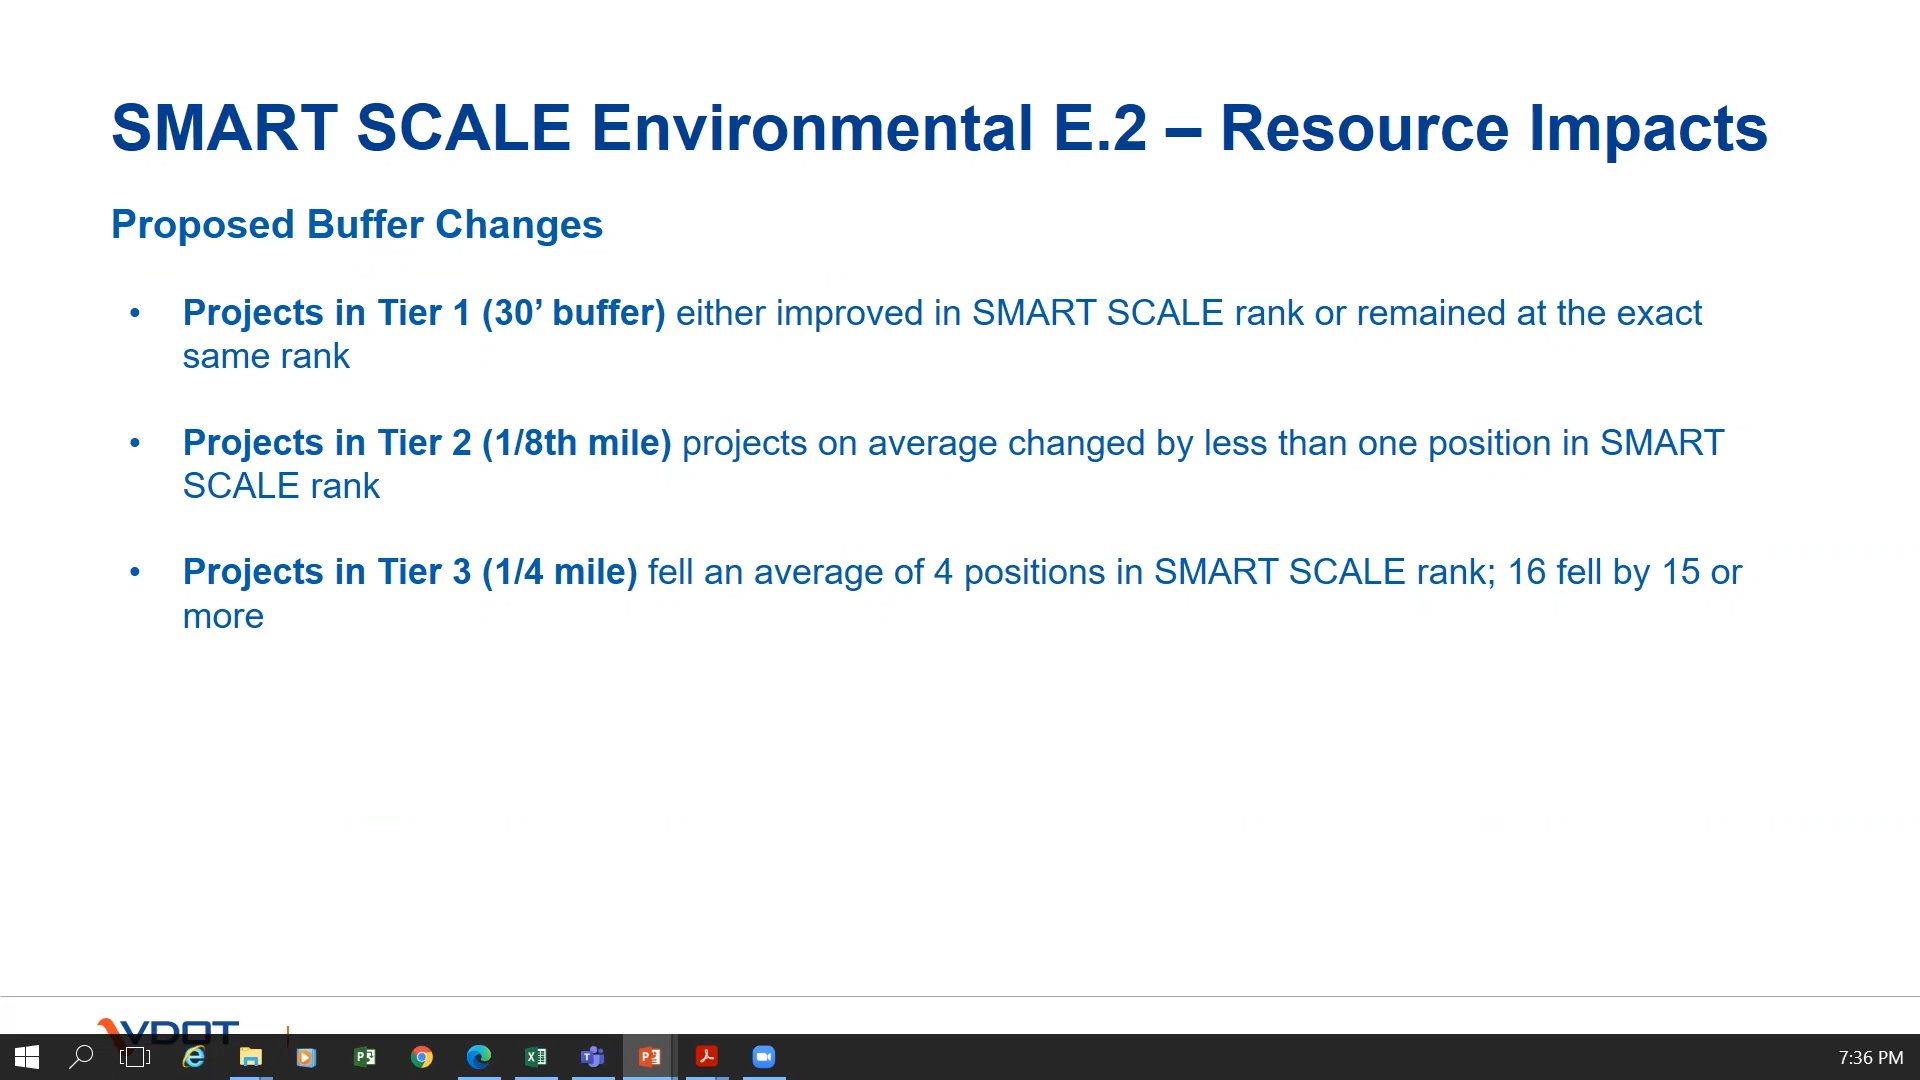 SMART SCALE Environmental E.2 – Resource Impacts
Proposed Buffer Changes
• Projects in Tier 1 (30’ buffer) either improved in SMART SCALE rank or remained at the exact
same rank
• Projects in Tier 2 (1/8th mile) projects on average changed by less than one position in SMART
SCALE rank
• Projects in Tier 3 (1/4 mile) fell an average of 4 positions in SMART SCALE rank; 16 fell by 15 or
more
VDOT
7:36 PM